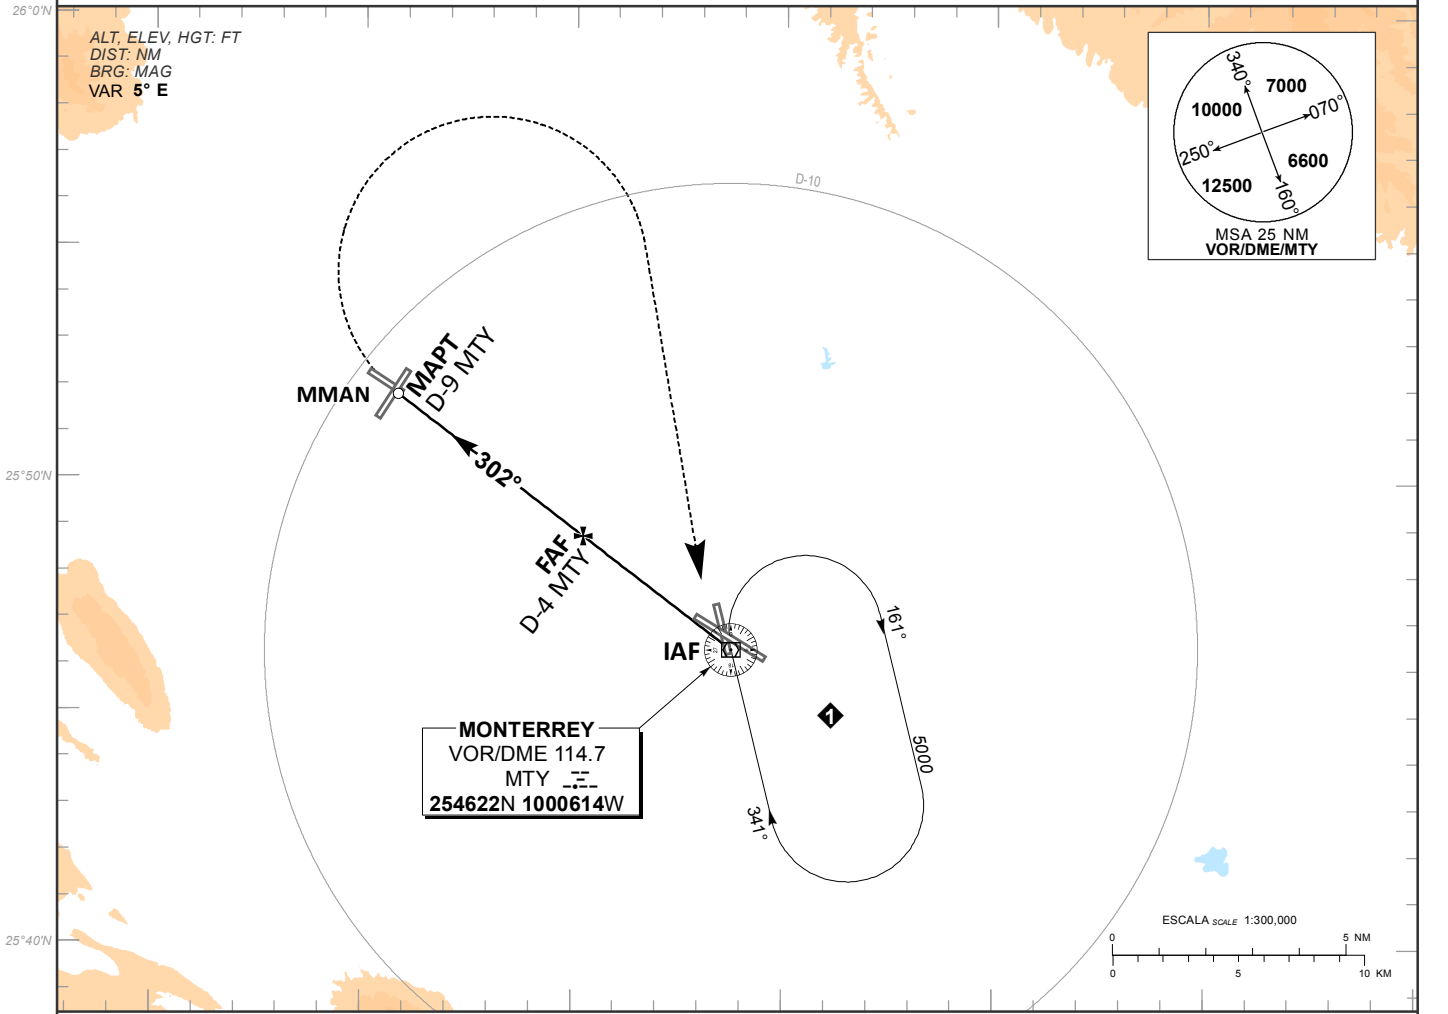 26°0'N
ALT, ELEV, HGT: FT
DIST: NM
BRG: MAG
VAR 5° E
340°
7000
10000
070°
250°
6600
12500
160°
MSA 25 NM
VOR/DME/MTY
D-10
MAPT
D-9 MTY
MMAN
302°
25°50'N
FAF
D-4 MTY
161°
IAF
1
MONTERREY
VOR/DME 114.7
MTY
254622N 1000614W
5000
341°
25°40'N
ESCALA SCALE 1:300,000
0 5 NM
0 5 10 KM